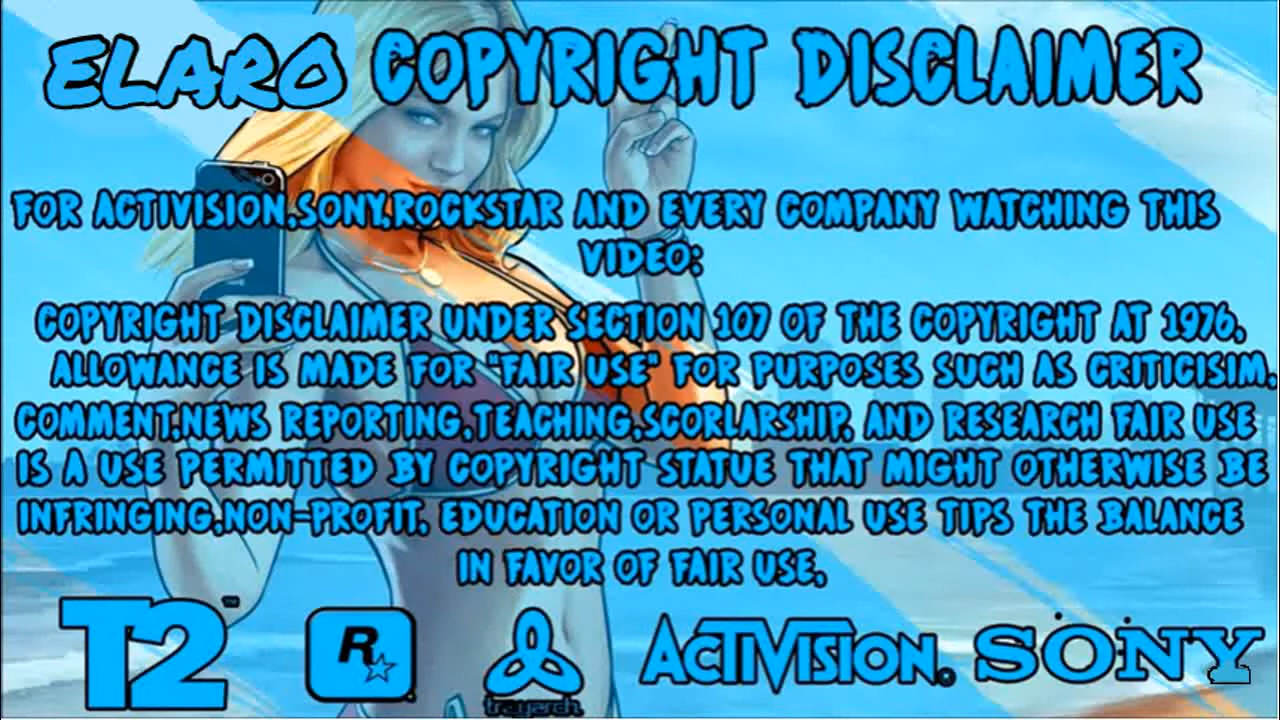 ELARO COPYRIGHT DISCLAIMER
FOR ACTIVISION,SONY,ROCKSTAR AND EVERY COMPANY WATCHING THIS
VIDEO:
COPYRIGHT DISCLAIMER UNDER SECTION 107 OF THE COPYRIGHT AT 1976,
ALLOWANCE IS MADE FOR "FAIR USE" FOR PURPOSES SUCH AS CRITICISIM,
COMMENT,NEWS REPORTING,TEACHING,SCORLARSHIP, AND RESEARCH FAIR USE
IS A USE PERMITTED BY COPYRIGHT STATUE THAT MIGHT OTHERWISE BE
INFRINGING,NON-PROFIT, EDUCATION OR PERSONAL USE TIPS THE BALANCE
IN FAVOR OF FAIR USE,
T2™ R treyarch ACTIVISION. SONY